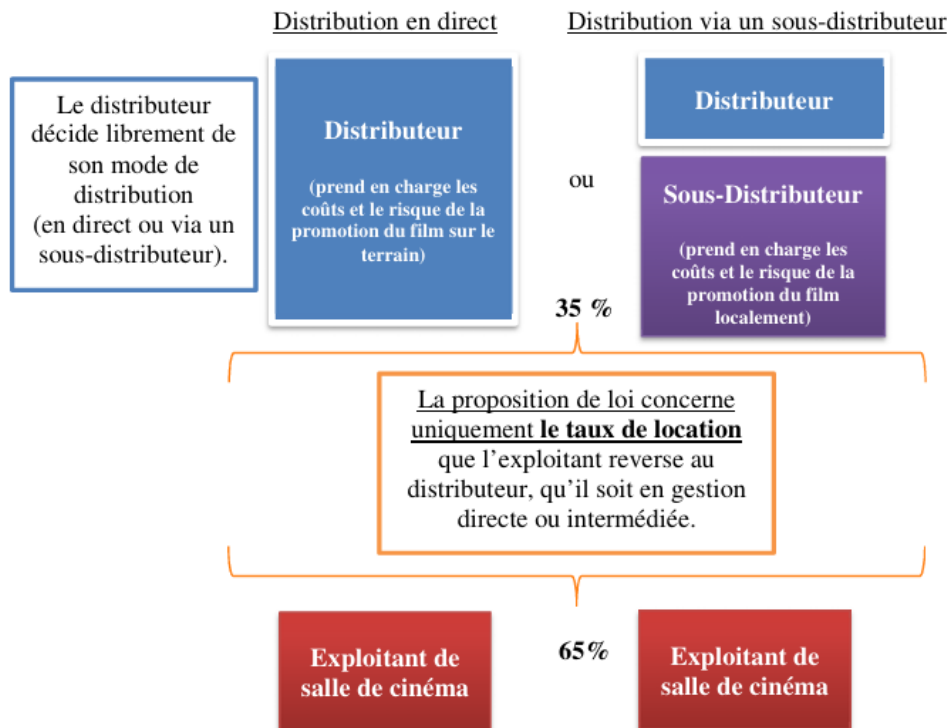 Distribution en direct
Distribution via un sous-distributeur
Le distributeur
décide librement de
son mode de
distribution
(en direct ou via un
sous-distributeur).
Distributeur
(prend en charge les
coûts et le risque de la
promotion du film sur le
terrain)
ou
Distributeur
Sous-Distributeur
(prend en charge les
coûts et le risque de la
promotion du film
localement)
35 %
La proposition de loi concerne
uniquement le taux de location
que l’exploitant reverse au
distributeur, qu’il soit en gestion
directe ou intermédiée.
Exploitant de
salle de cinéma
65%
Exploitant de
salle de cinéma